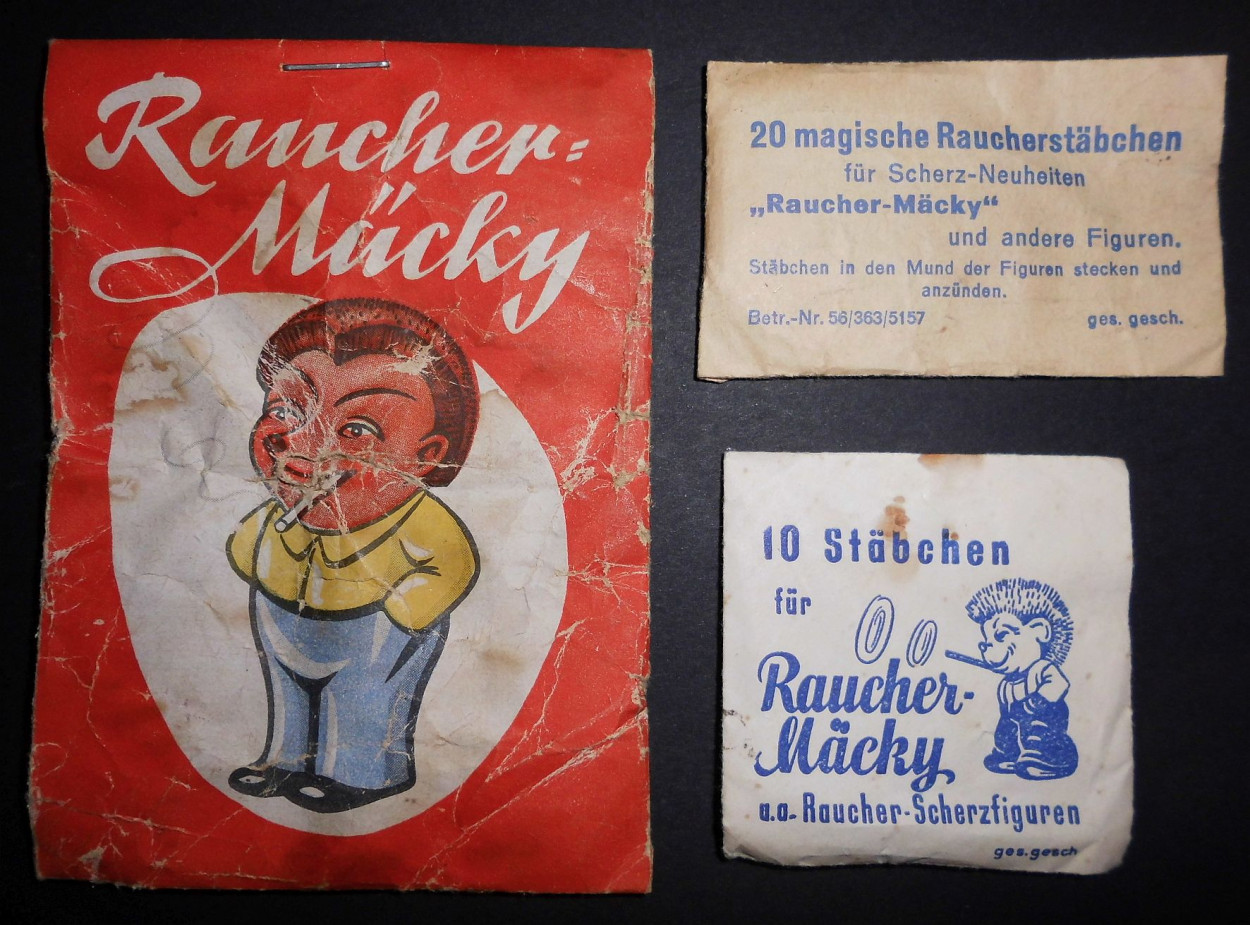 Raucher=
Mäcky
20 magische Raucherstäbchen
für Scherz-Neuheiten
„Raucher-Mäcky“
und andere Figuren.
Stäbchen in den Mund der Figuren stecken und
anzünden.
Betr.-Nr. 56/363/5157 ges. gesch.
10 Stäbchen
für
Raucher-
Mäcky
u.a. Raucher-Scherzfiguren
ges.gesch